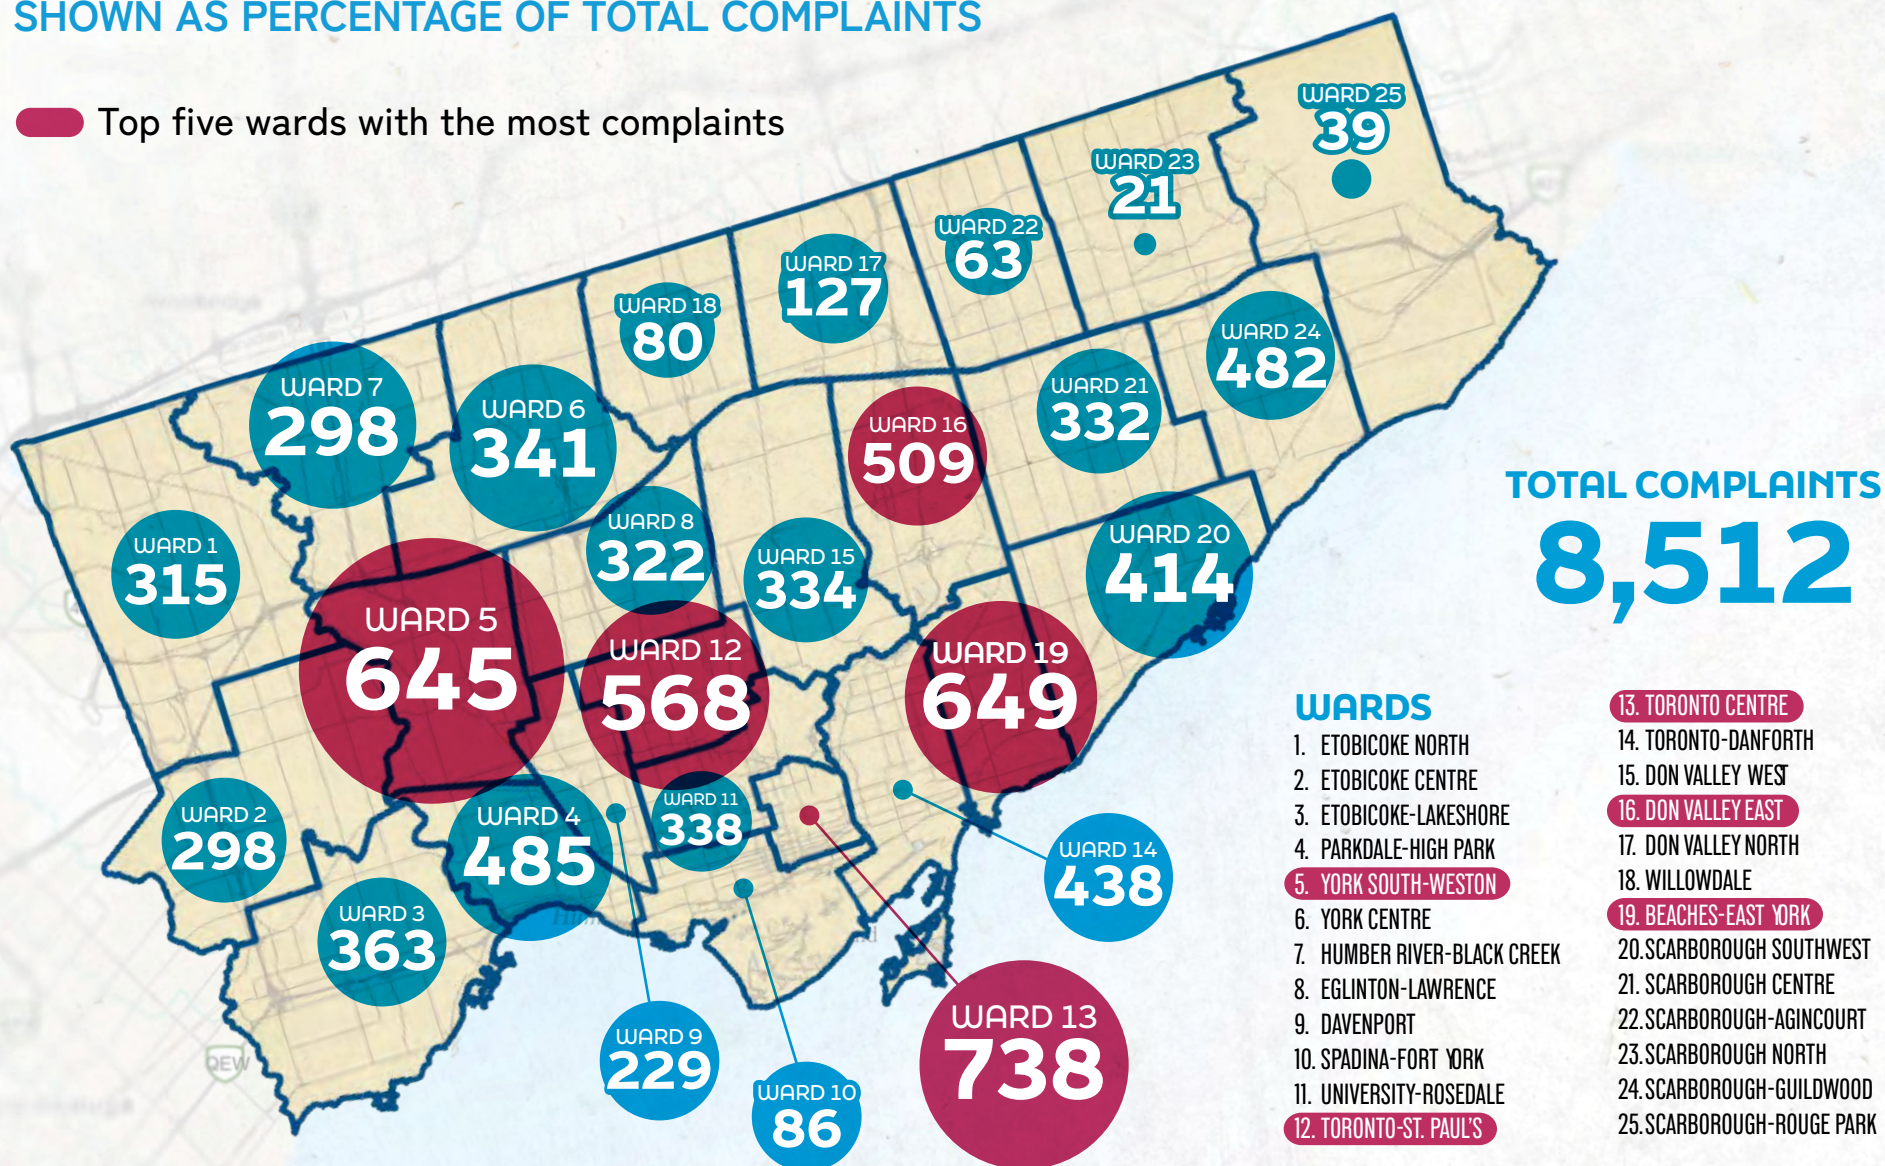 SHOWN AS PERCENTAGE OF TOTAL COMPLAINTS
Top five wards with the most complaints
WARD 25
39
WARD 23
21
WARD 22
63
WARD 17
127
WARD 18
80
WARD 24
482
WARD 7
298
WARD 6
341
WARD 21
332
WARD 16
509
WARD 1
315
WARD 8
322
WARD 15
334
WARD 20
414
WARD 5
645
WARD 12
568
WARD 19
649
WARD 2
298
WARD 4
485
WARD 11
338
WARD 14
438
WARD 3
363
WARD 9
229
WARD 10
86
WARD 13
738
QEW
TOTAL COMPLAINTS
8,512
WARDS
1. ETOBICOKE NORTH
2. ETOBICOKE CENTRE
3. ETOBICOKE-LAKESHORE
4. PARKDALE-HIGH PARK
5. YORK SOUTH-WESTON
6. YORK CENTRE
7. HUMBER RIVER-BLACK CREEK
8. EGLINTON-LAWRENCE
9. DAVENPORT
10. SPADINA-FORT YORK
11. UNIVERSITY-ROSEDALE
12. TORONTO-ST. PAUL'S
13. TORONTO CENTRE
14. TORONTO-DANFORTH
15. DON VALLEY WEST
16. DON VALLEY EAST
17. DON VALLEY NORTH
18. WILLOWDALE
19. BEACHES-EAST YORK
20. SCARBOROUGH SOUTHWEST
21. SCARBOROUGH CENTRE
22. SCARBOROUGH-AGINCOURT
23. SCARBOROUGH NORTH
24. SCARBOROUGH-GUILDWOOD
25. SCARBOROUGH-ROUGE PARK